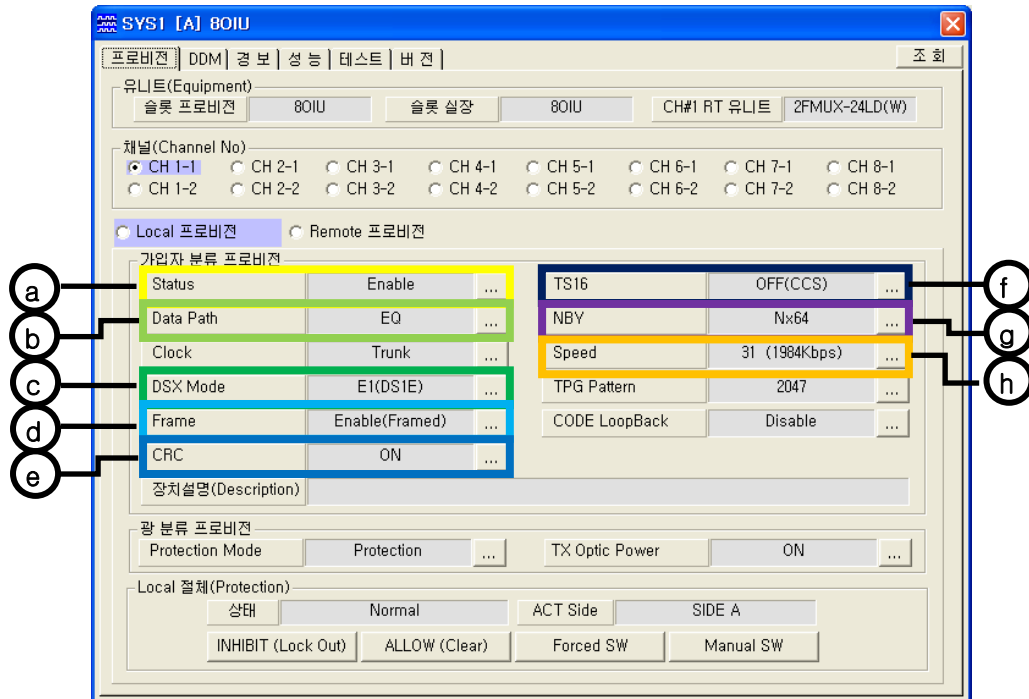 SYS1 [A] 8OIU
프로비전 DDM 경 보 성 능 테스트 버 전 조 회
유니트(Equipment)
슬롯 프로비전 8OIU 슬롯 실장 8OIU CH#1 RT 유니트 2FMUX-24LD(W)
채널(Channel No)
CH 1-1 CH 2-1 CH 3-1 CH 4-1 CH 5-1 CH 6-1 CH 7-1 CH 8-1
CH 1-2 CH 2-2 CH 3-2 CH 4-2 CH 5-2 CH 6-2 CH 7-2 CH 8-2
Local 프로비전 Remote 프로비전
가입자 분류 프로비전
a Status Enable ... TS16 OFF(CCS) ... f
b Data Path EQ ... NBY Nx64 ... g
Clock Trunk ... Speed 31 (1984Kbps) ... h
c DSX Mode E1(DS1E) ... TPG Pattern 2047 ...
d Frame Enable(Framed) ... CODE LoopBack Disable ...
e CRC ON ...
장치설명(Description)
광 분류 프로비전
Protection Mode Protection ... TX Optic Power ON ...
Local 절체(Protection)
상태 Normal ACT Side SIDE A
INHIBIT (Lock Out) ALLOW (Clear) Forced SW Manual SW